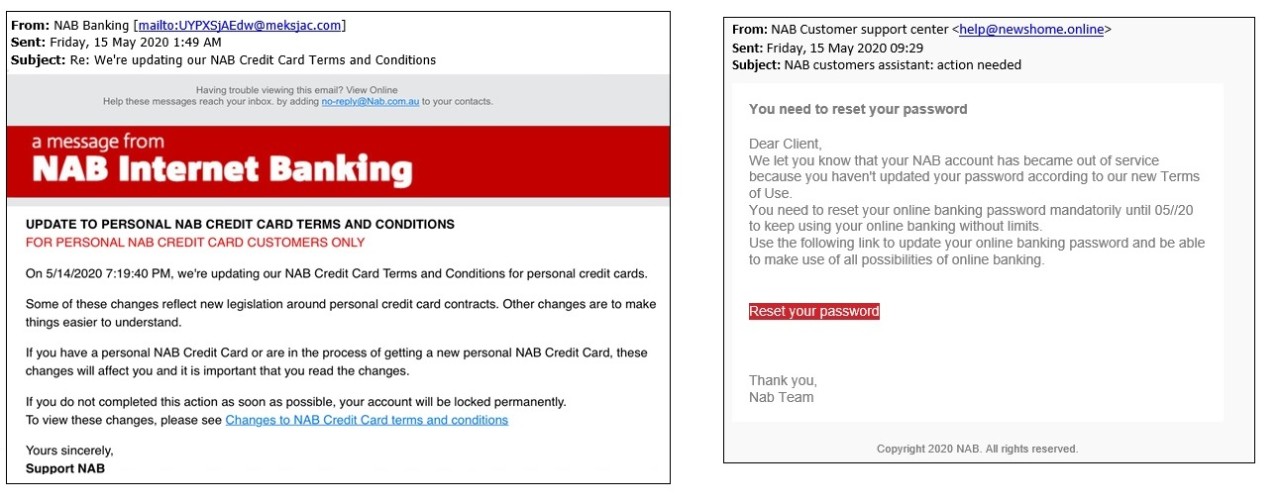 From: NAB Banking [mailto:UYPXSjAEdw@meksjac.com]
Sent: Friday, 15 May 2020 1:49 AM
Subject: Re: We're updating our NAB Credit Card Terms and Conditions
Having trouble viewing this email? View Online
Help these messages reach your inbox. by adding no-reply@Nab.com.au to your contacts.
a message from
NAB Internet Banking
UPDATE TO PERSONAL NAB CREDIT CARD TERMS AND CONDITIONS
FOR PERSONAL NAB CREDIT CARD CUSTOMERS ONLY
On 5/14/2020 7:19:40 PM, we're updating our NAB Credit Card Terms and Conditions for personal credit cards.
Some of these changes reflect new legislation around personal credit card contracts. Other changes are to make
things easier to understand.
If you have a personal NAB Credit Card or are in the process of getting a new personal NAB Credit Card, these
changes will affect you and it is important that you read the changes.
If you do not completed this action as soon as possible, your account will be locked permanently.
To view these changes, please see Changes to NAB Credit Card terms and conditions
Yours sincerely,
Support NAB
From: NAB Customer support center <help@newshome.online>
Sent: Friday, 15 May 2020 09:29
Subject: NAB customers assistant: action needed
You need to reset your password
Dear Client,
We let you know that your NAB account has became out of service
because you haven't updated your password according to our new Terms
of Use.
You need to reset your online banking password mandatorily until 05//20
to keep using your online banking without limits.
Use the following link to update your online banking password and be able
to make use of all possibilities of online banking.
Reset your password
Thank you,
Nab Team
Copyright 2020 NAB. All rights reserved.